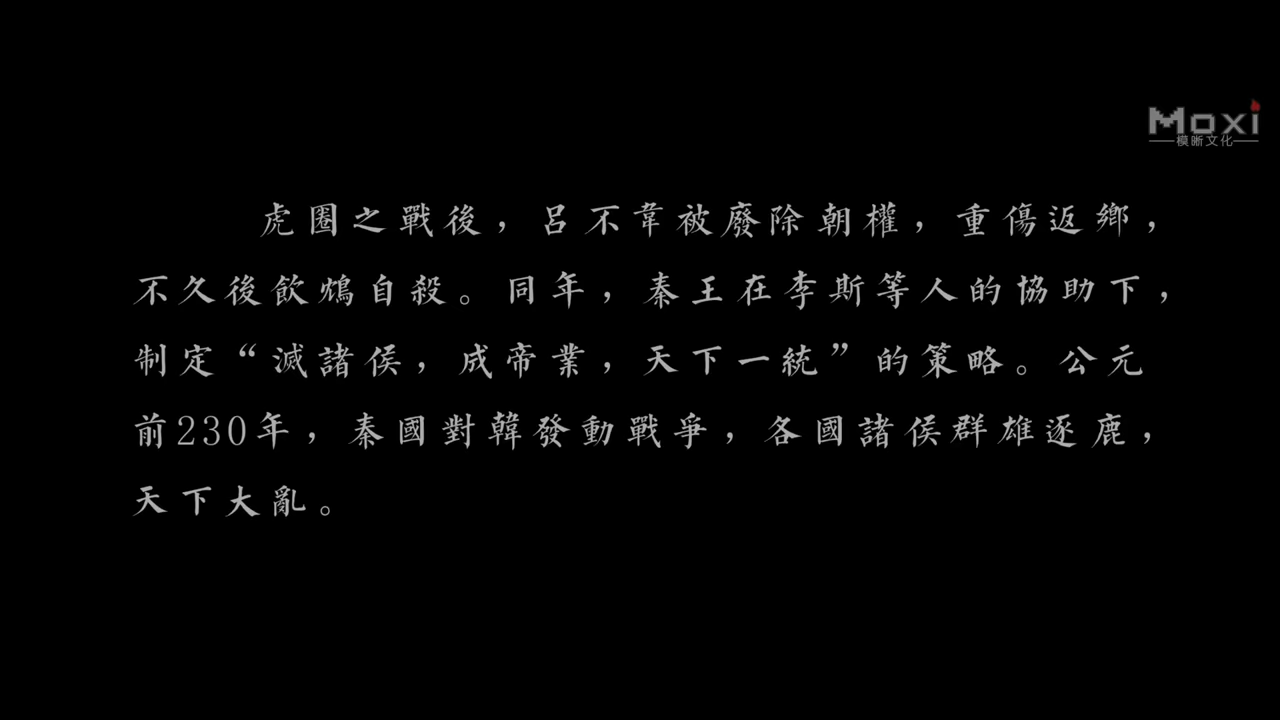 Moxi
模晰文化
虎圈之戰後，呂不韋被廢除朝權，重傷返鄉，
不久後飲鴆自殺。同年，秦王在李斯等人的協助下，
制定“滅諸侯，成帝業，天下一統”的策略。公元
前230年，秦國對韓發動戰爭，各國諸侯群雄逐鹿，
天下大亂。